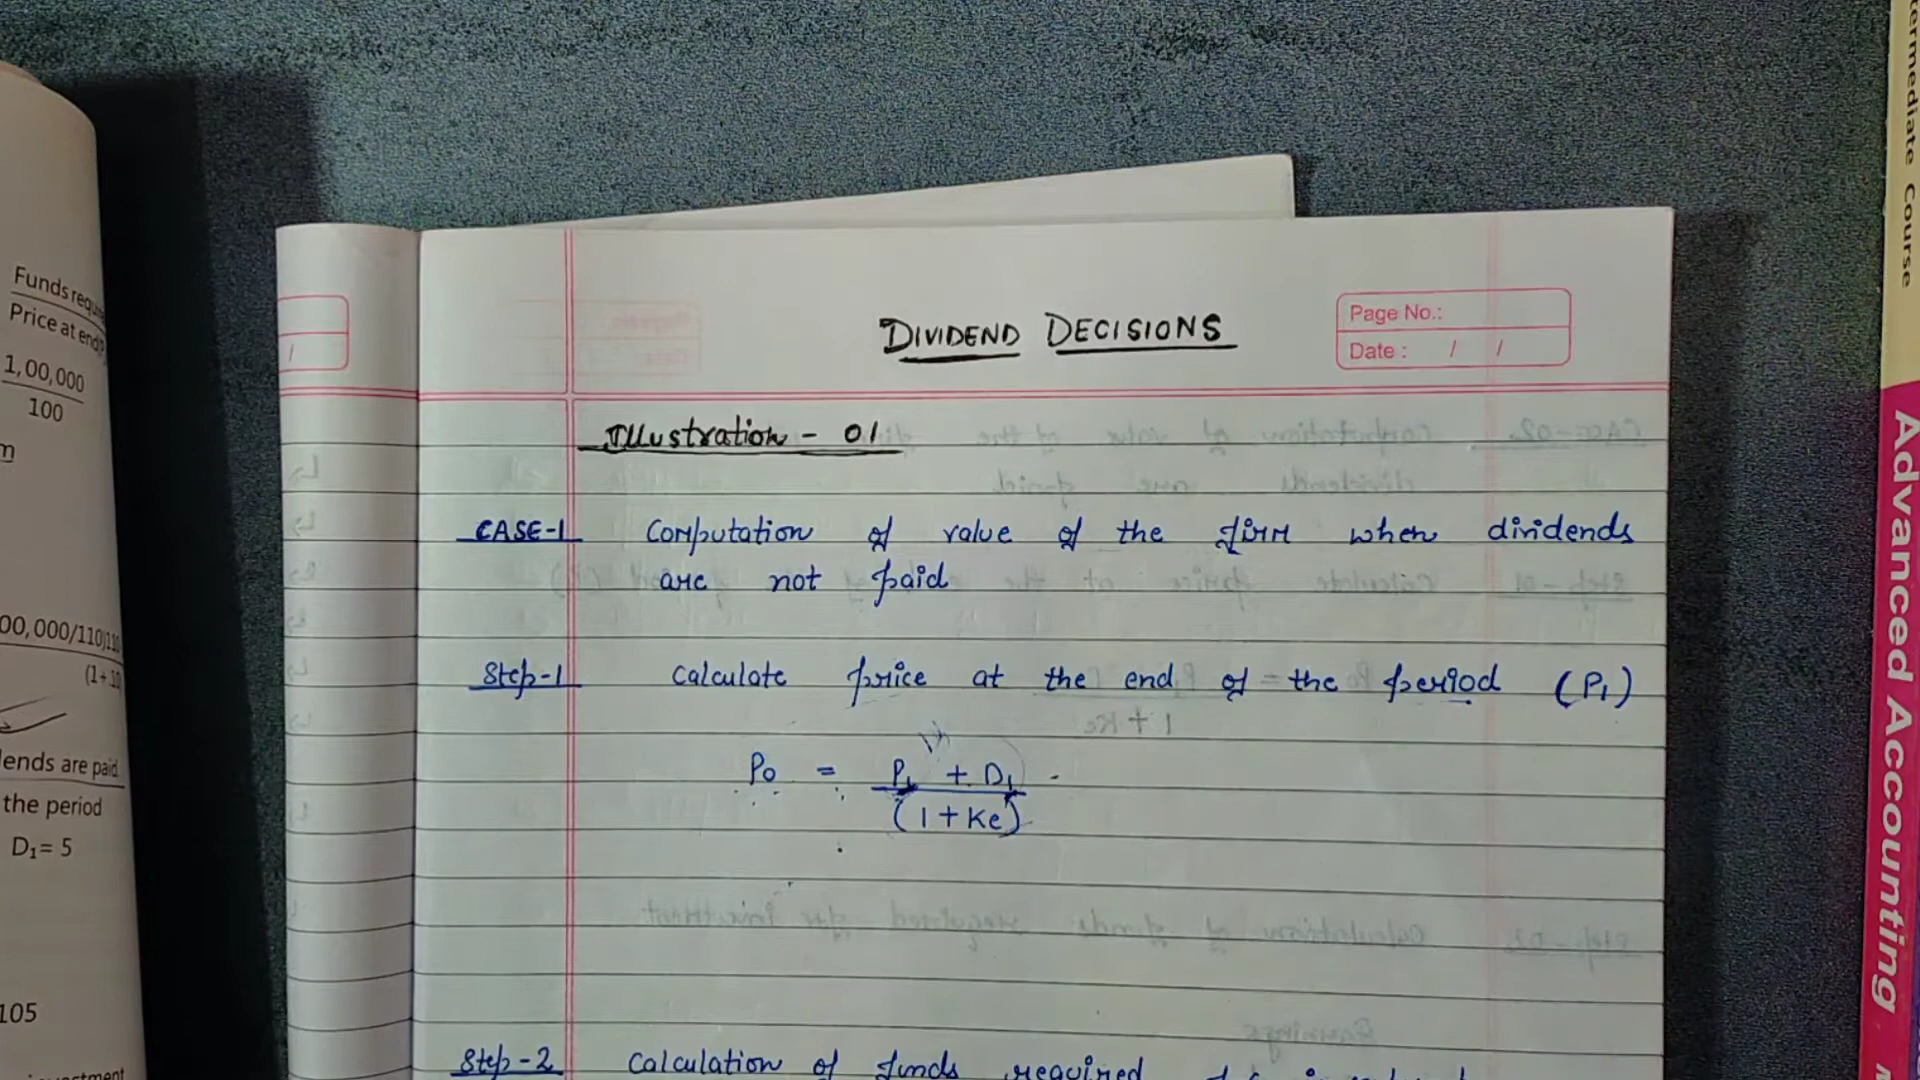 Funds
Price at end
1,00,000
100
00,000/110)
(1+10
dends are paid
the period
D₁= 5
105
DIVIDEND DECISIONS
Page No.:
Date : / /
Illustration - 01
CASE-1 Computation of value of the firm when dividends
are not paid
Step-1 Calculate price at the end of the period (P₁)
P0 = P₁ + D₁
(1+Ke)
Step-2 Calculation of funds required
termediate Course
Advanced Accounting